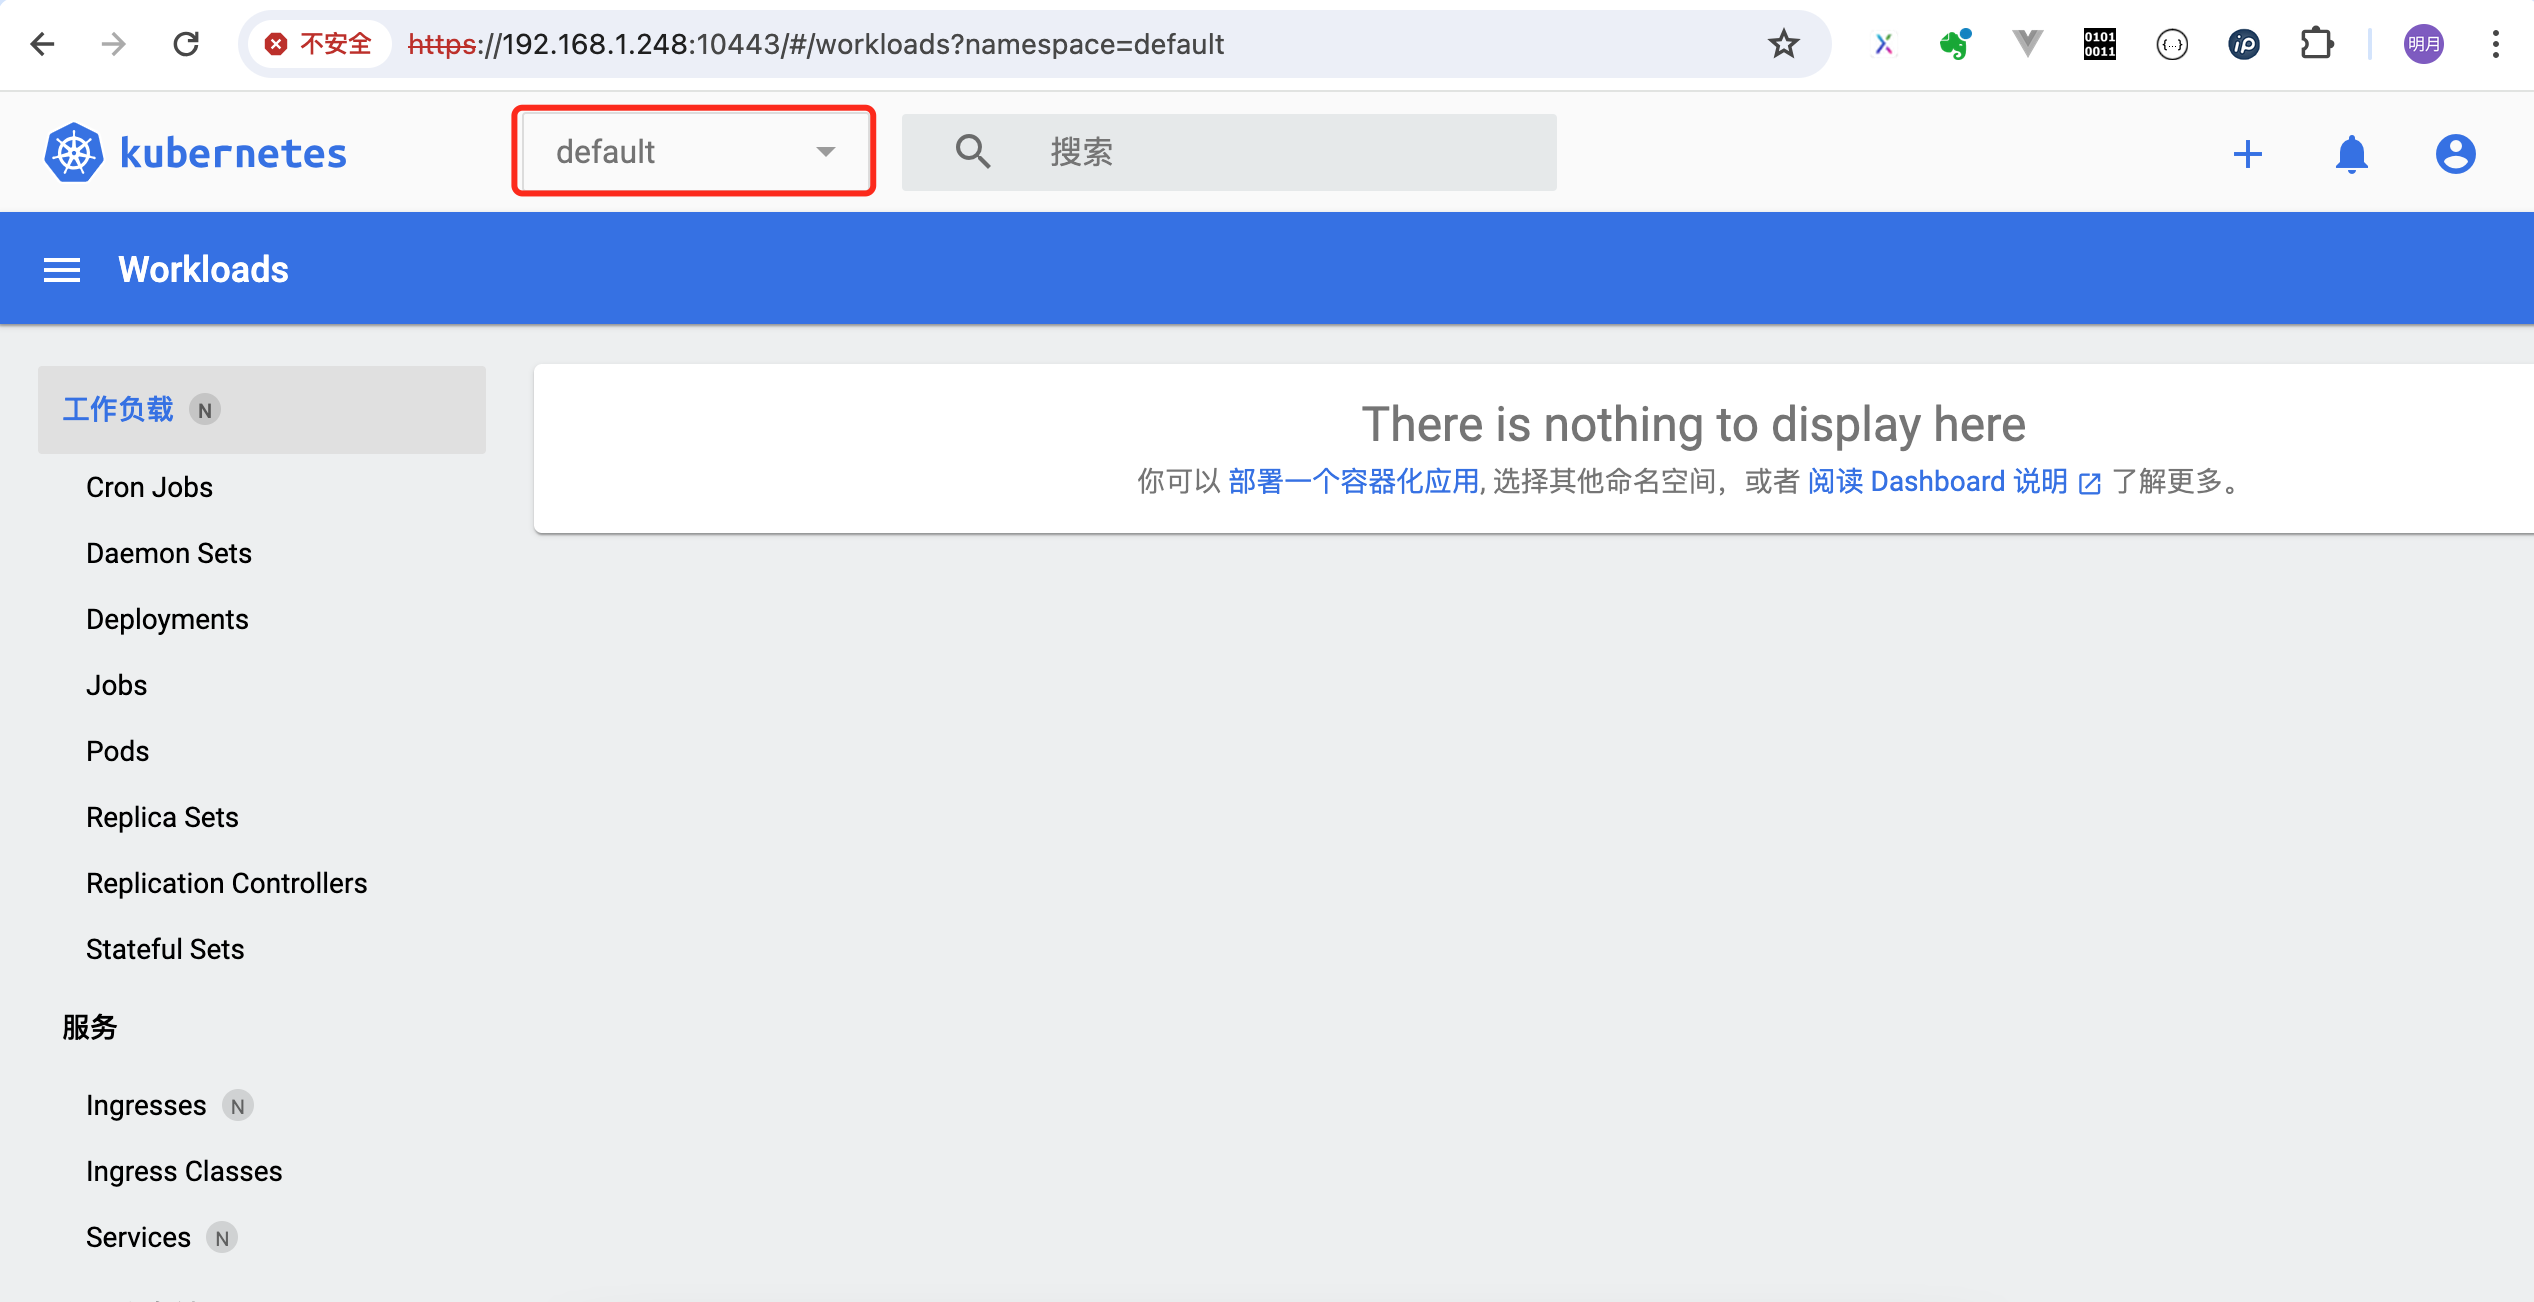 不安全 https://192.168.1.248:10443/#/workloads?namespace=default
0101
0011
{...}
ip
明月
kubernetes
default
搜索
Workloads
工作负载 N
Cron Jobs
Daemon Sets
Deployments
Jobs
Pods
Replica Sets
Replication Controllers
Stateful Sets
服务
Ingresses N
Ingress Classes
Services N
There is nothing to display here
你可以 部署一个容器化应用, 选择其他命名空间，或者 阅读 Dashboard 说明 了解更多。